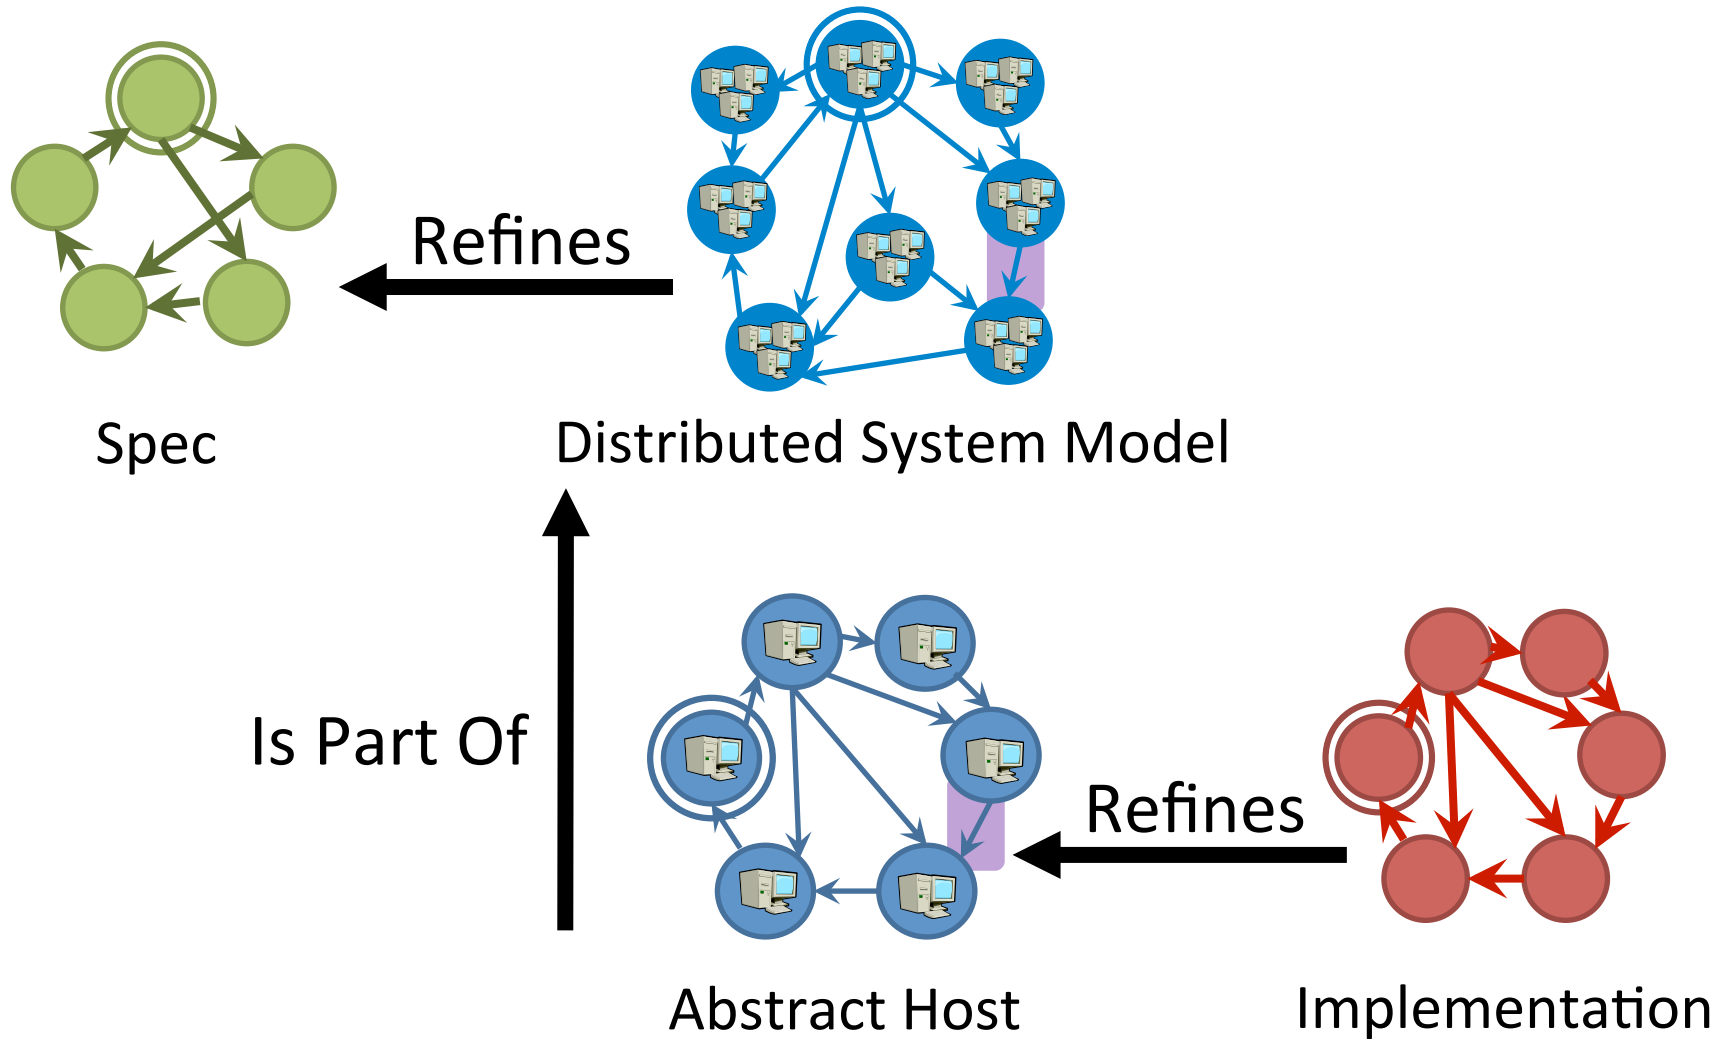 Refines
Spec
Distributed System Model
Is Part Of
Refines
Abstract Host
Implementation